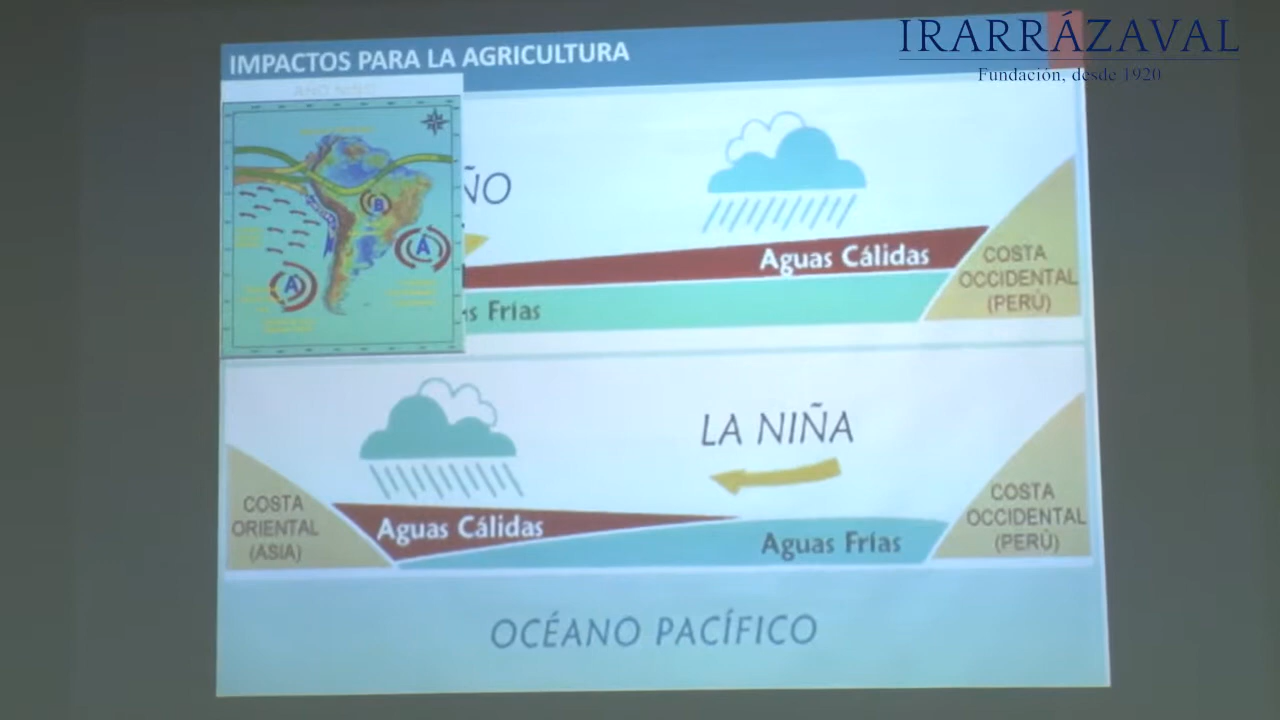 IRARRÁZAVAL
Fundación, desde 1920
IMPACTOS PARA LA AGRICULTURA
AÑO NIÑO
ÑO
Aguas Cálidas
COSTA
OCCIDENTAL
(PERÚ)
s Frías
B
A
A
LA NIÑA
COSTA
ORIENTAL
(ASIA)
Aguas Cálidas
Aguas Frías
COSTA
OCCIDENTAL
(PERÚ)
OCÉANO PACÍFICO